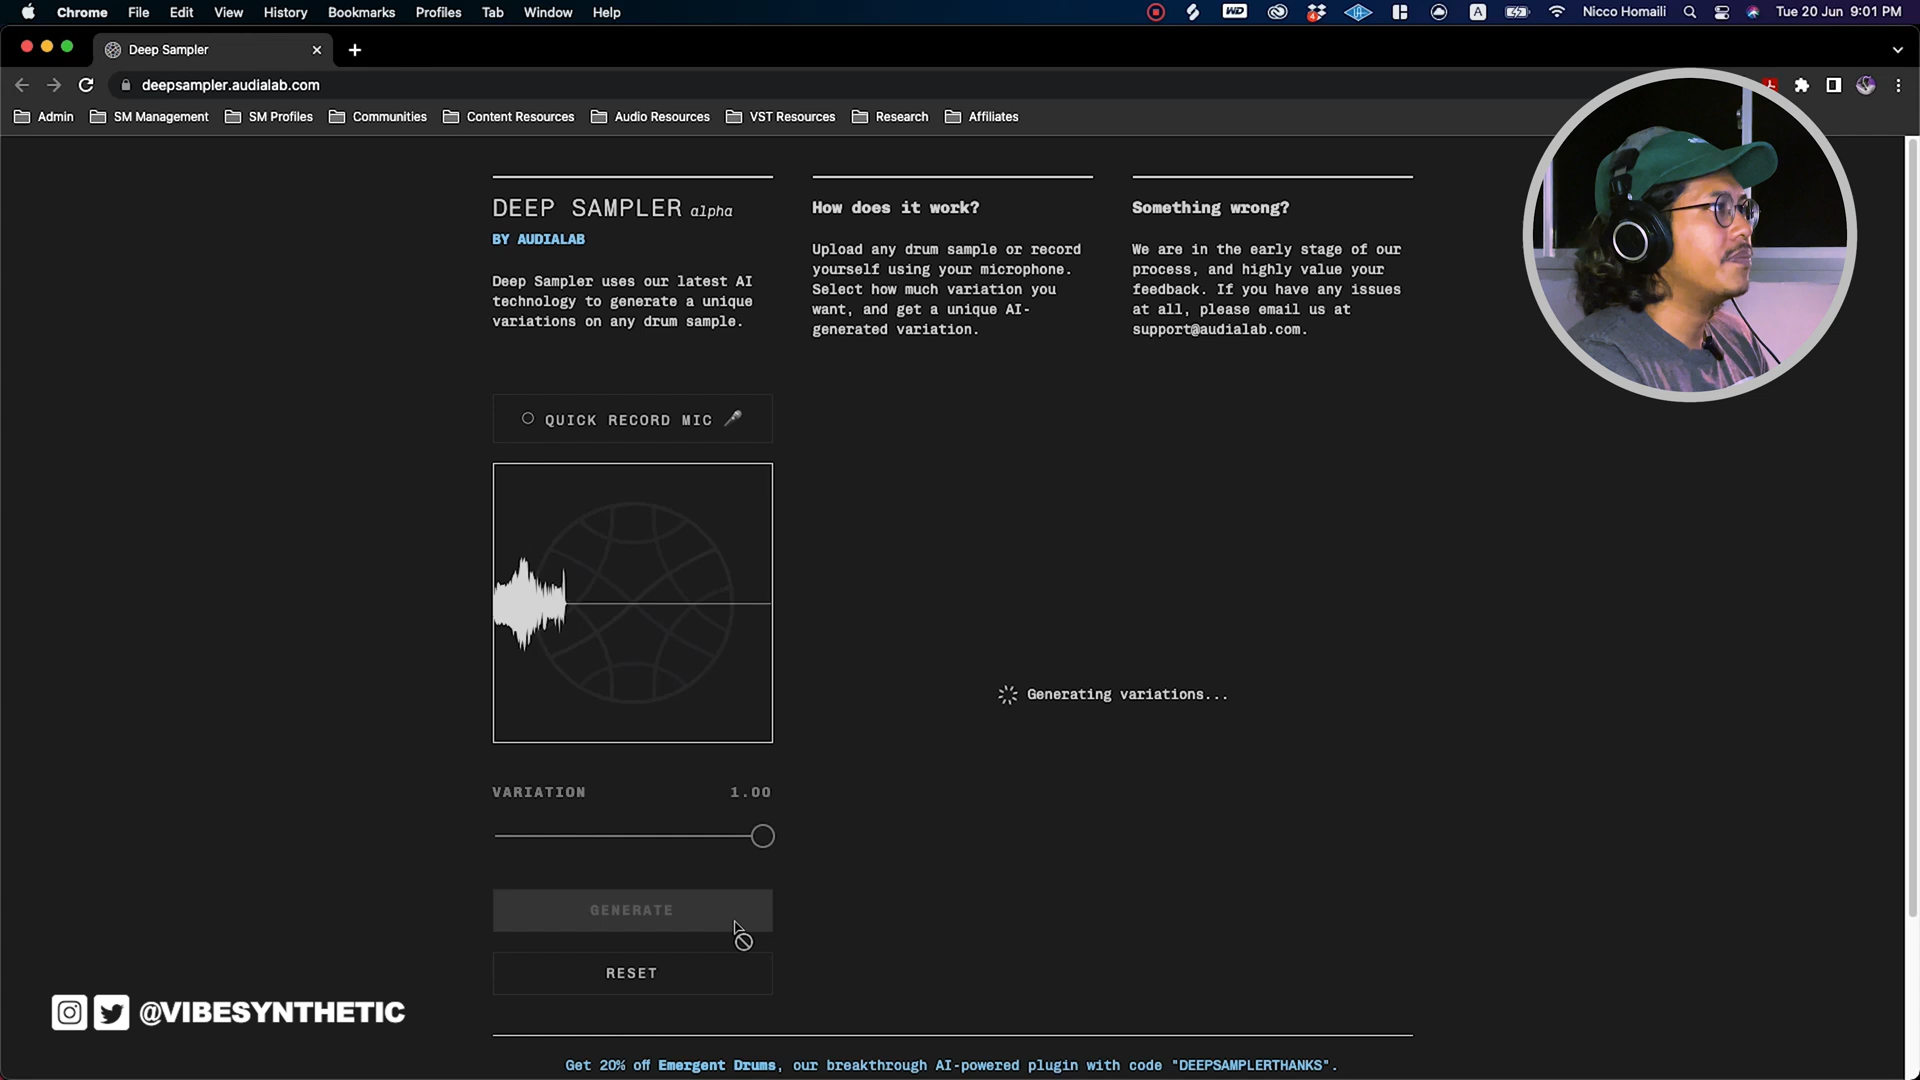 Chrome File Edit View History Bookmarks Profiles Tab Window Help
WD
4
A
Nicco Homaili
Tue 20 Jun 9:01 PM
Deep Sampler
deepsampler.audialab.com
Admin SM Management SM Profiles Communities Content Resources Audio Resources VST Resources Research Affiliates
DEEP SAMPLER alpha
BY AUDIALAB
Deep Sampler uses our latest AI
technology to generate a unique
variations on any drum sample.
How does it work?
Upload any drum sample or record
yourself using your microphone.
Select how much variation you
want, and get a unique AI-
generated variation.
Something wrong?
We are in the early stage of our
process, and highly value your
feedback. If you have any issues
at all, please email us at
support@audialab.com.
QUICK RECORD MIC
Generating variations...
VARIATION 1.00
GENERATE
RESET
@VIBESYNTHETIC
Get 20% off Emergent Drums, our breakthrough AI-powered plugin with code "DEEPSAMPLERTHANKS".